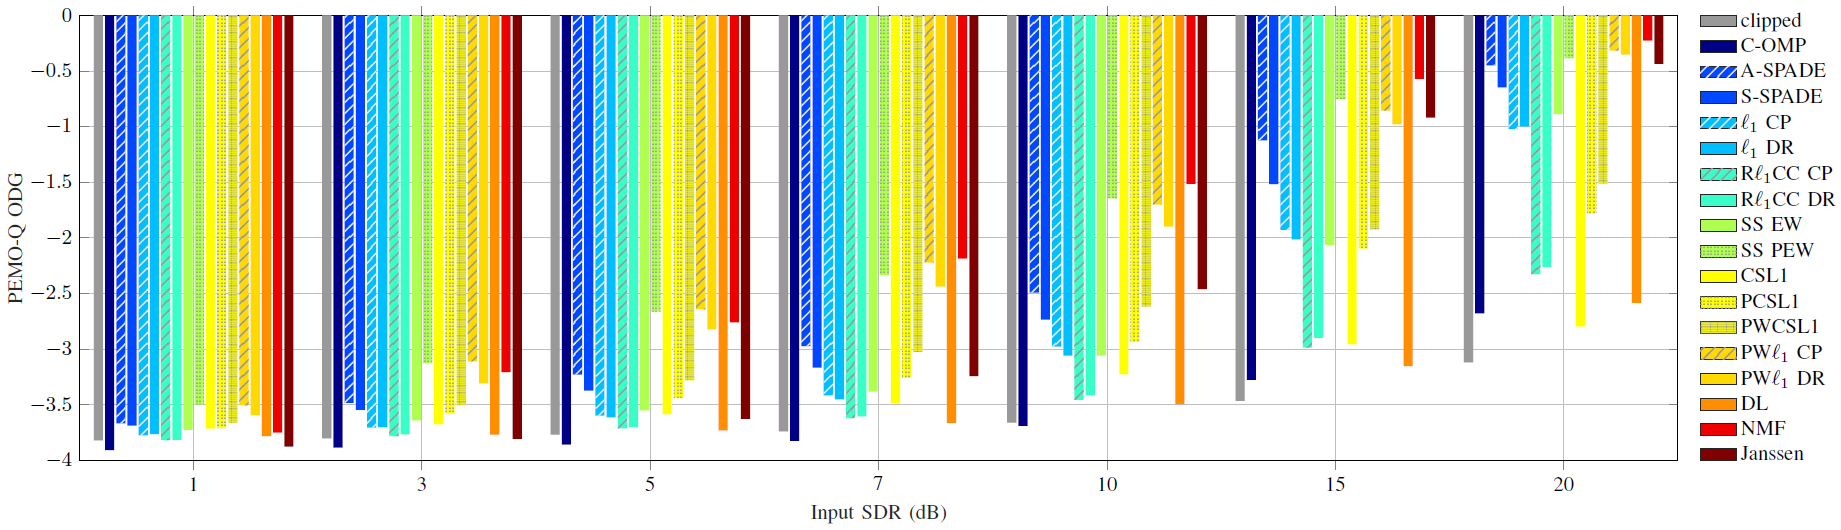 PEMO-Q ODG
0
−0.5
−1
−1.5
−2
−2.5
−3
−3.5
−4
1 3 5 7 10 15 20
Input SDR (dB)
clipped
C-OMP
A-SPADE
S-SPADE
ℓ₁ CP
ℓ₁ DR
Rℓ₁CC CP
Rℓ₁CC DR
SS EW
SS PEW
CSL1
PCSL1
PWCSL1
PWℓ₁ CP
PWℓ₁ DR
DL
NMF
Janssen